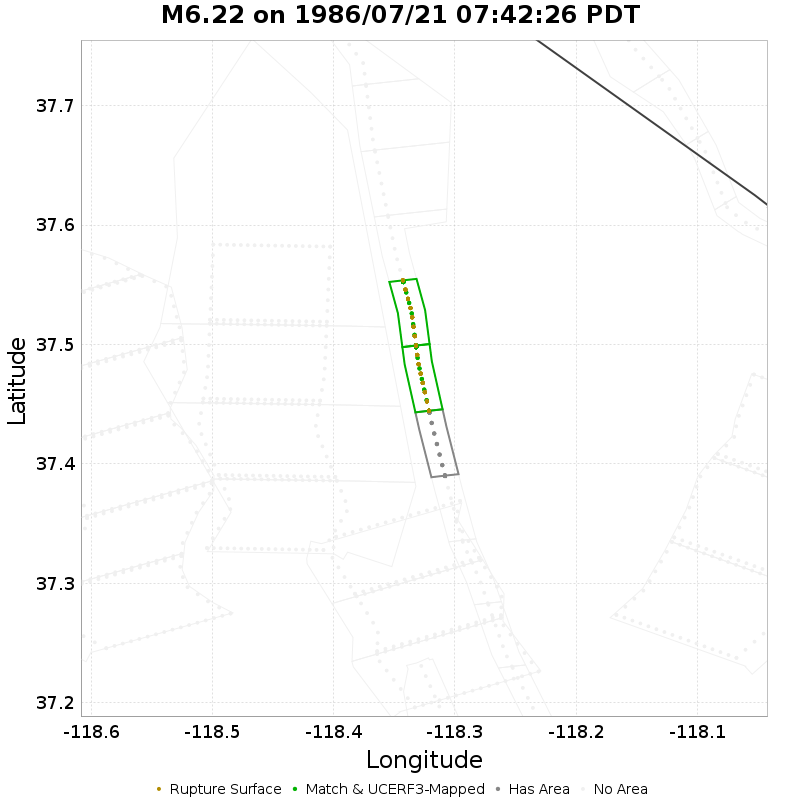 M6.22 on 1986/07/21 07:42:26 PDT
37.7
37.6
37.5
37.4
37.3
37.2
Latitude
-118.6 -118.5 -118.4 -118.3 -118.2 -118.1
Longitude
Rupture Surface Match & UCERF3-Mapped Has Area No Area